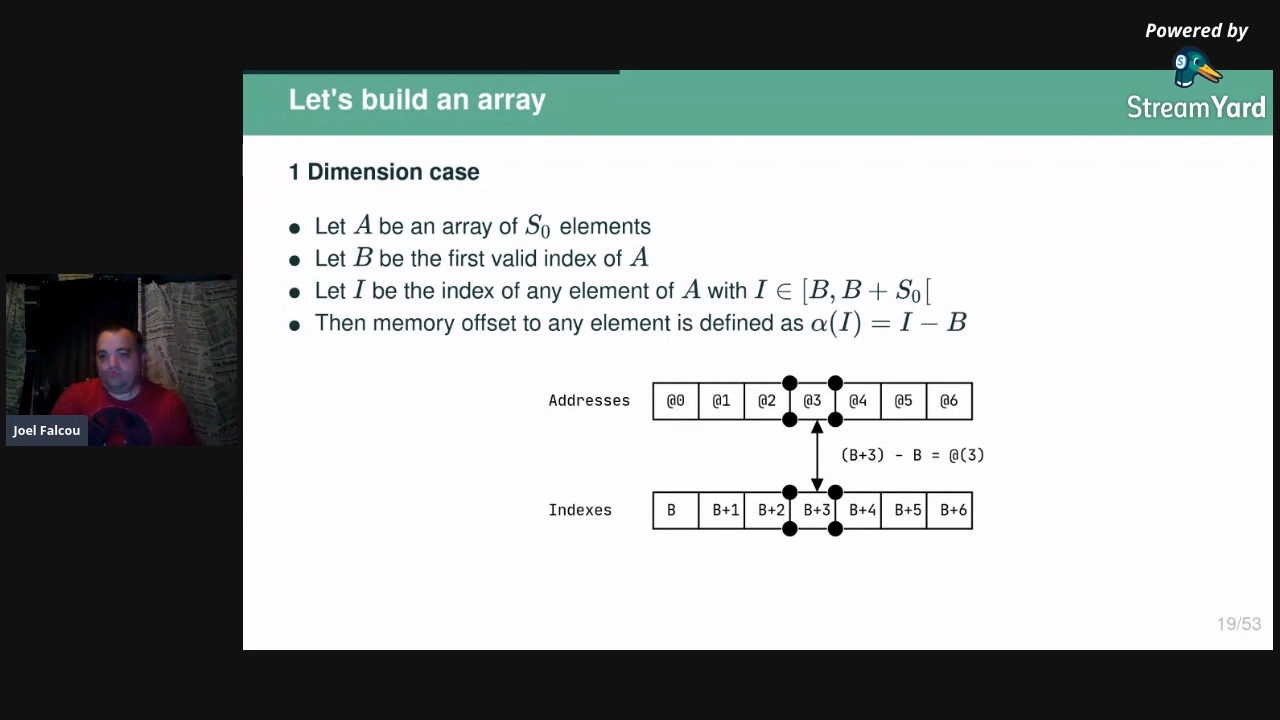 Powered by
StreamYard
Let's build an array
1 Dimension case
● Let A be an array of S₀ elements
● Let B be the first valid index of A
● Let I be the index of any element of A with I ∈ [B, B + S₀[
● Then memory offset to any element is defined as α(I) = I − B
Addresses @0 @1 @2 @3 @4 @5 @6
(B+3) - B = @(3)
Indexes B B+1 B+2 B+3 B+4 B+5 B+6
Joel Falcou
19/53